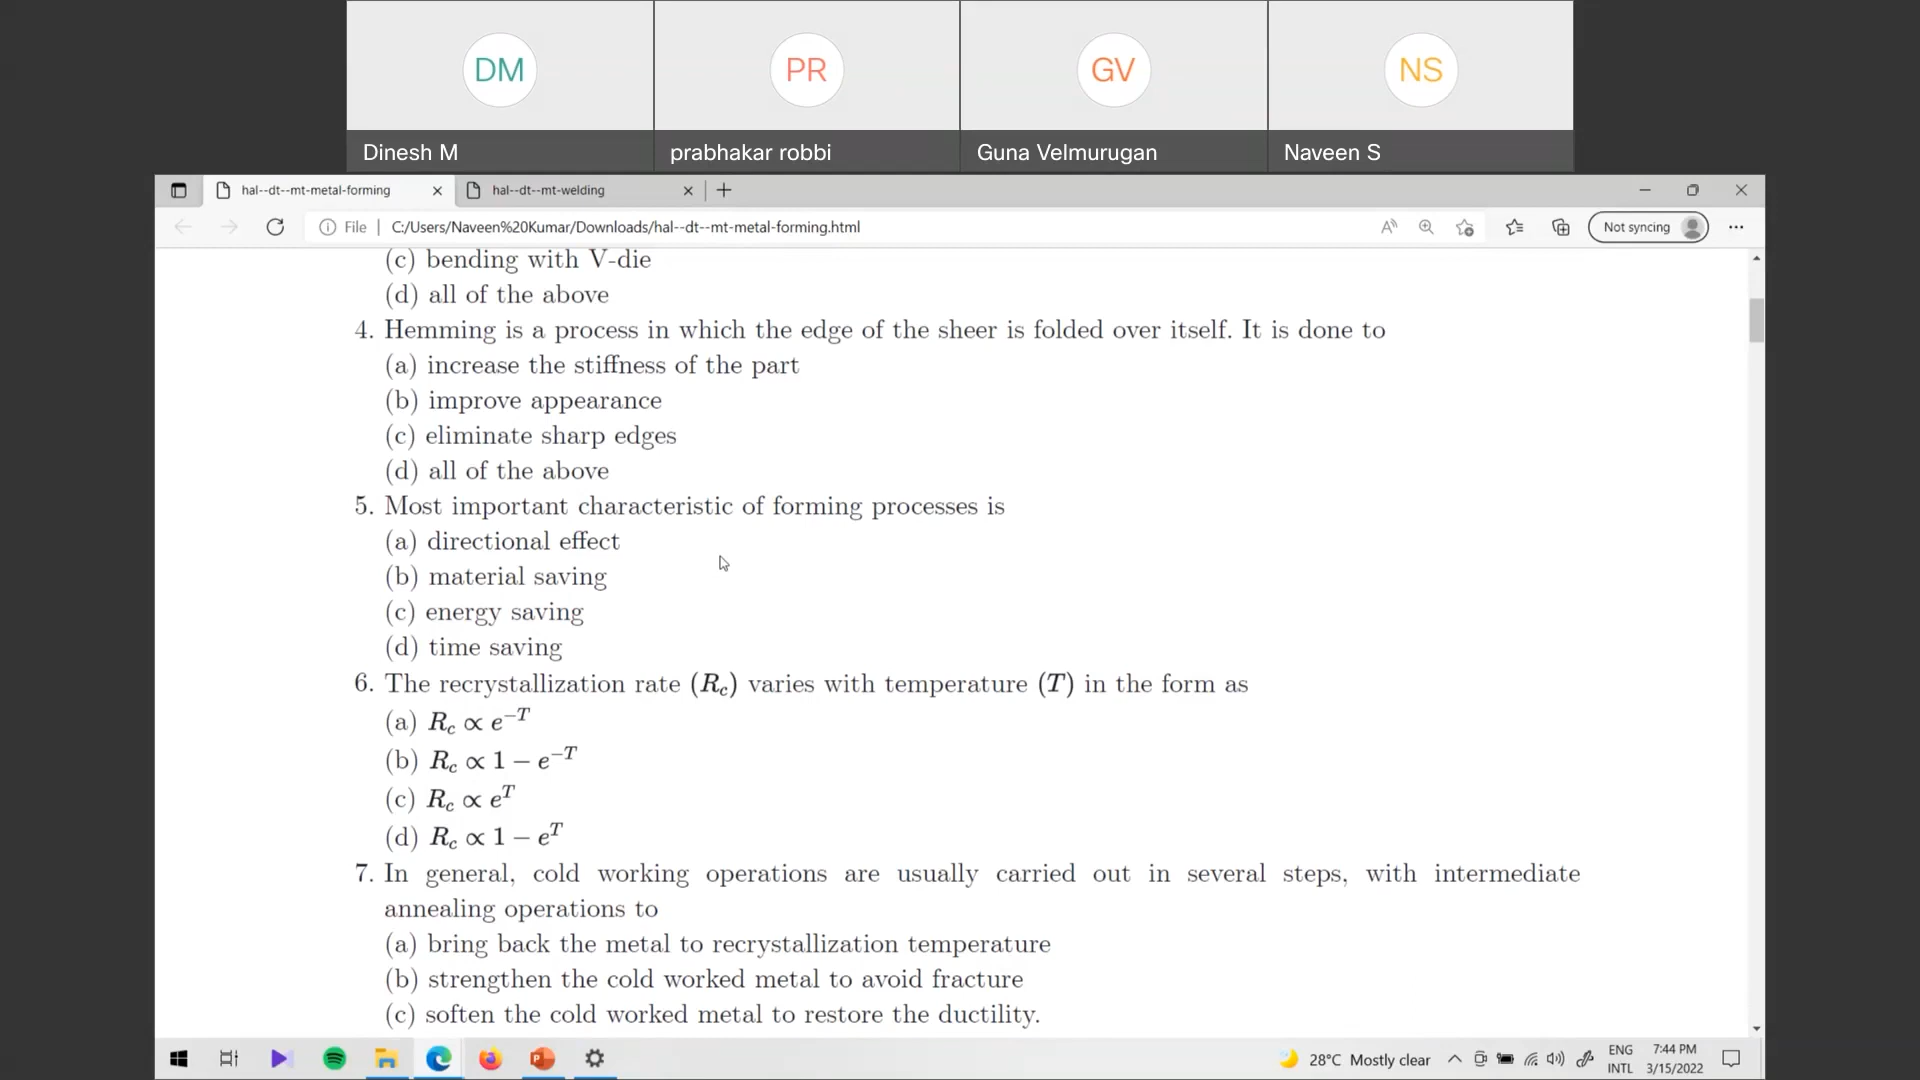 DM
PR
GV
NS
Dinesh M
prabhakar robbi
Guna Velmurugan
Naveen S
hal--dt--mt-metal-forming
hal--dt--mt-welding
File
C:/Users/Naveen%20Kumar/Downloads/hal--dt--mt-metal-forming.html
Not syncing
(c) bending with V-die
(d) all of the above
4. Hemming is a process in which the edge of the sheer is folded over itself. It is done to
(a) increase the stiffness of the part
(b) improve appearance
(c) eliminate sharp edges
(d) all of the above
5. Most important characteristic of forming processes is
(a) directional effect
(b) material saving
(c) energy saving
(d) time saving
6. The recrystallization rate (R_c) varies with temperature (T) in the form as
(a) R_c ∝ e^{-T}
(b) R_c ∝ 1 − e^{-T}
(c) R_c ∝ e^T
(d) R_c ∝ 1 − e^T
7. In general, cold working operations are usually carried out in several steps, with intermediate
annealing operations to
(a) bring back the metal to recrystallization temperature
(b) strengthen the cold worked metal to avoid fracture
(c) soften the cold worked metal to restore the ductility.
28°C Mostly clear
ENG
INTL
7:44 PM
3/15/2022